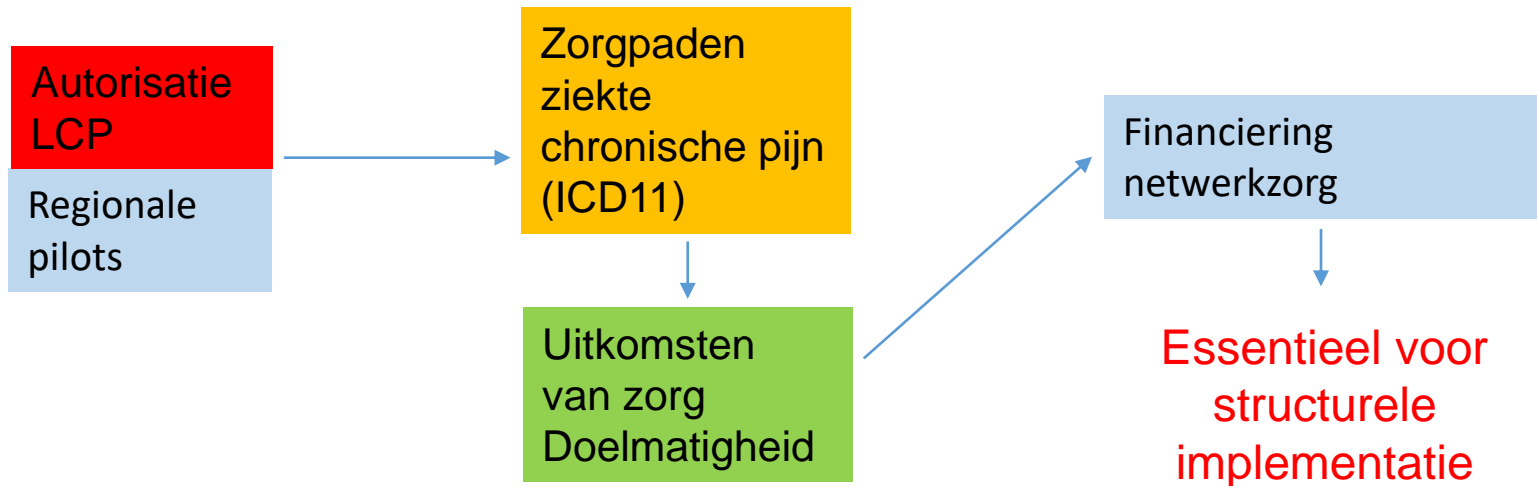 Autorisatie
LCP
Regionale
pilots
Zorgpaden
ziekte
chronische pijn
(ICD11)
Uitkomsten
van zorg
Doelmatigheid
Financiering
netwerkzorg
Essentieel voor
structurele
implementatie